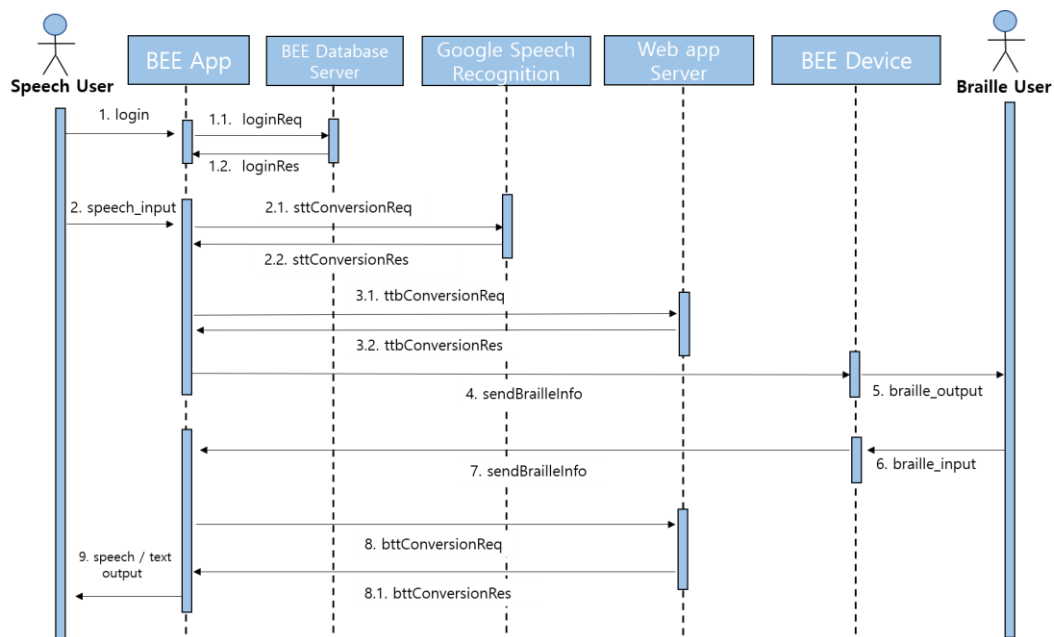 Speech User
BEE App
BEE Database
Server
Google Speech
Recognition
Web app
Server
BEE Device
Braille User
1. login
1.1. loginReq
1.2. loginRes
2. speech_input
2.1. sttConversionReq
2.2. sttConversionRes
3.1. ttbConversionReq
3.2. ttbConversionRes
4. sendBrailleInfo
5. braille_output
6. braille_input
7. sendBrailleInfo
8. bttConversionReq
9. speech / text
output
8.1. bttConversionRes